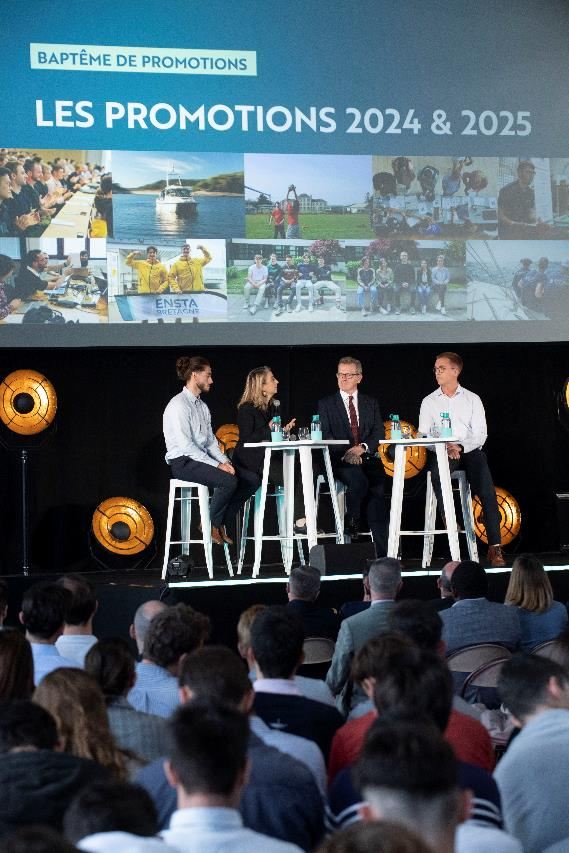 BAPTÊME DE PROMOTIONS
LES PROMOTIONS 2024 & 2025
ENSTA
BRETAGNE